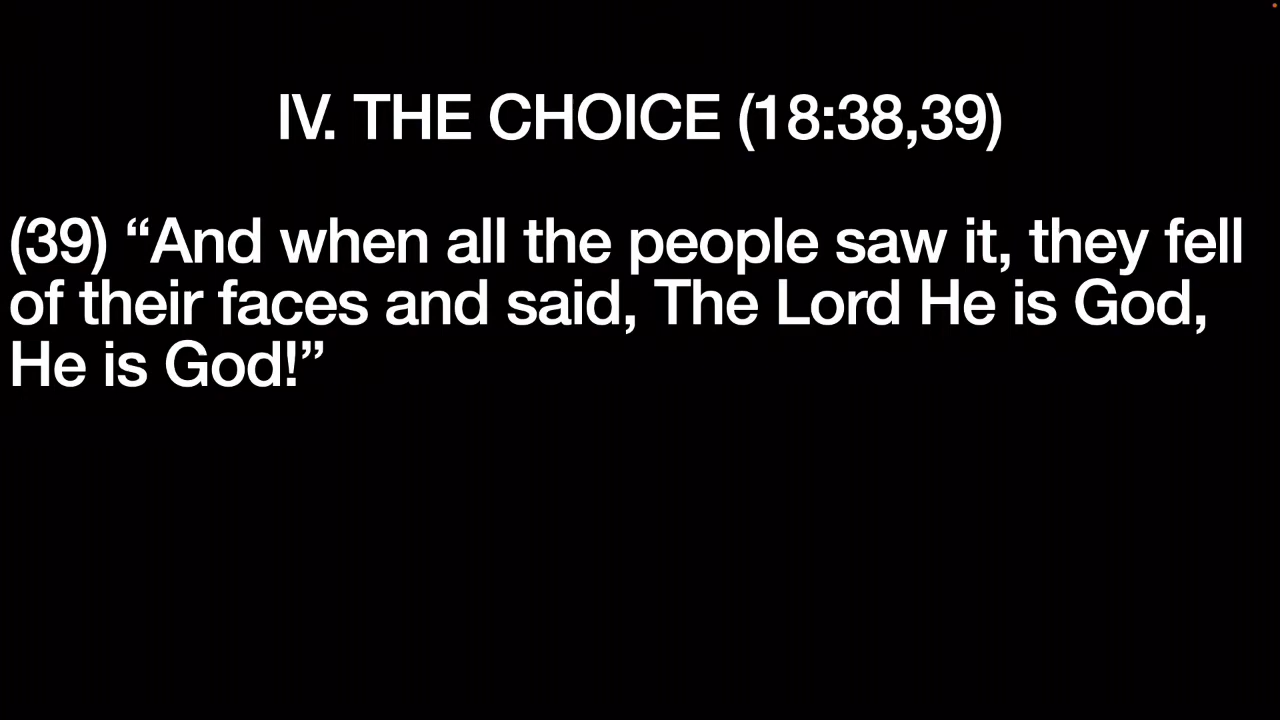 IV. THE CHOICE (18:38,39)
(39) “And when all the people saw it, they fell
of their faces and said, The Lord He is God,
He is God!”